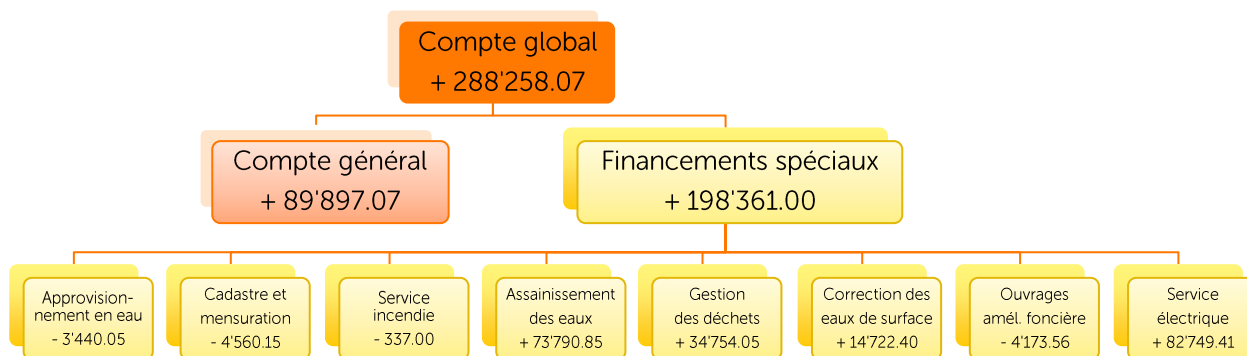 Compte global
+ 288'258.07
Compte général
+ 89'897.07
Financements spéciaux
+ 198'361.00
Approvision-
nement en eau
- 3'440.05
Cadastre et
mensuration
- 4'560.15
Service
incendie
- 337.00
Assainissement
des eaux
+ 73'790.85
Gestion
des déchets
+ 34'754.05
Correction des
eaux de surface
+ 14'722.40
Ouvrages
amél. foncière
- 4'173.56
Service
électrique
+ 82'749.41